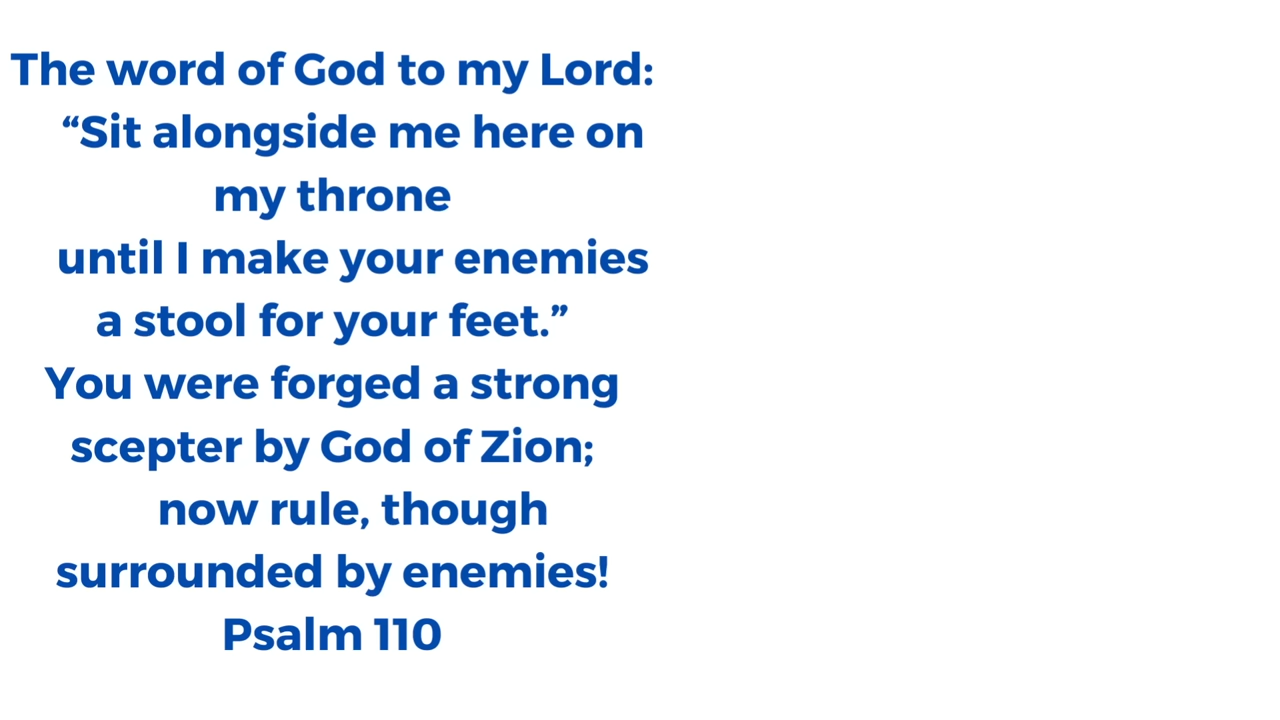 The word of God to my Lord:
“Sit alongside me here on
my throne
until I make your enemies
a stool for your feet.”
You were forged a strong
scepter by God of Zion;
now rule, though
surrounded by enemies!
Psalm 110